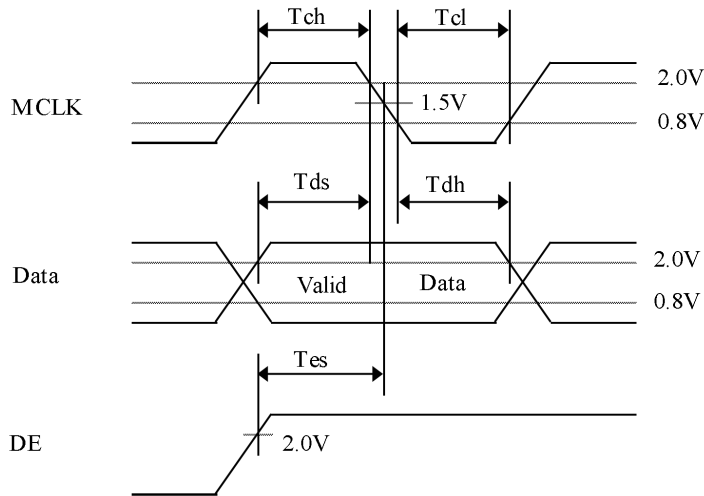 Tch Tcl
MCLK
2.0V
1.5V
0.8V
Tds Tdh
Data
Valid Data
2.0V
0.8V
Tes
DE
2.0V